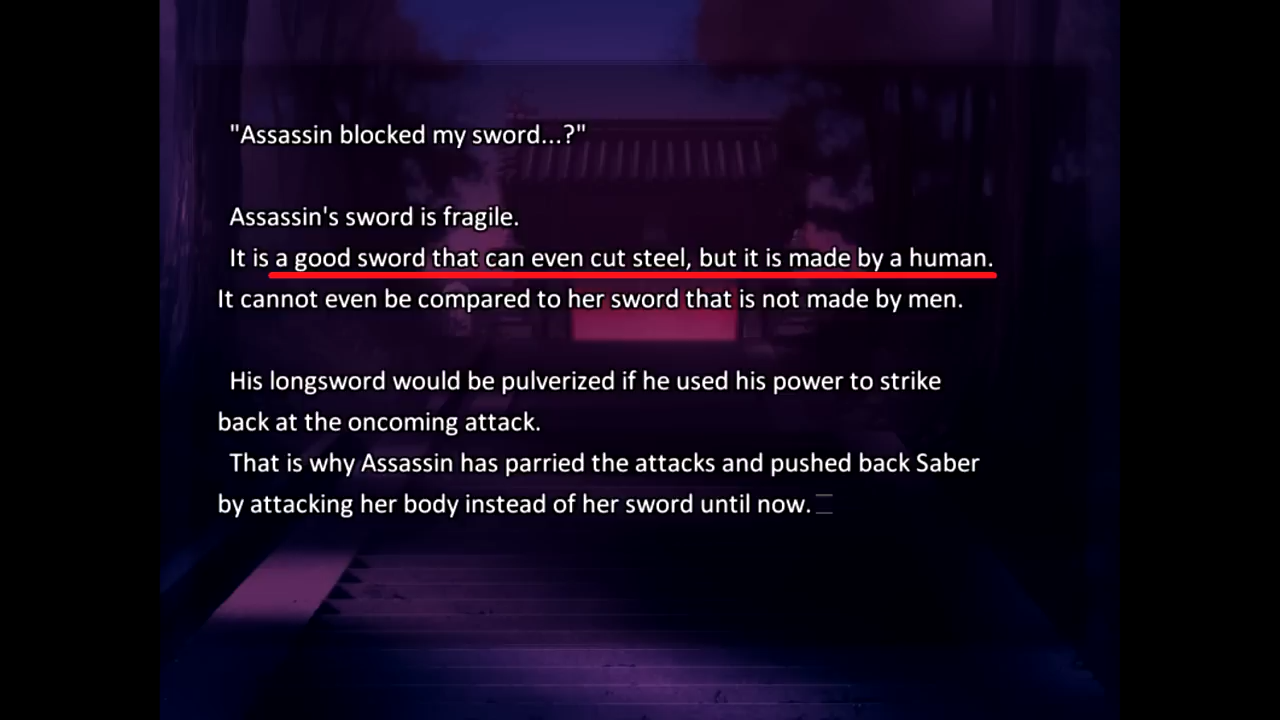 "Assassin blocked my sword...?"
Assassin's sword is fragile.
It is a good sword that can even cut steel, but it is made by a human.
It cannot even be compared to her sword that is not made by men.
His longsword would be pulverized if he used his power to strike
back at the oncoming attack.
That is why Assassin has parried the attacks and pushed back Saber
by attacking her body instead of her sword until now.